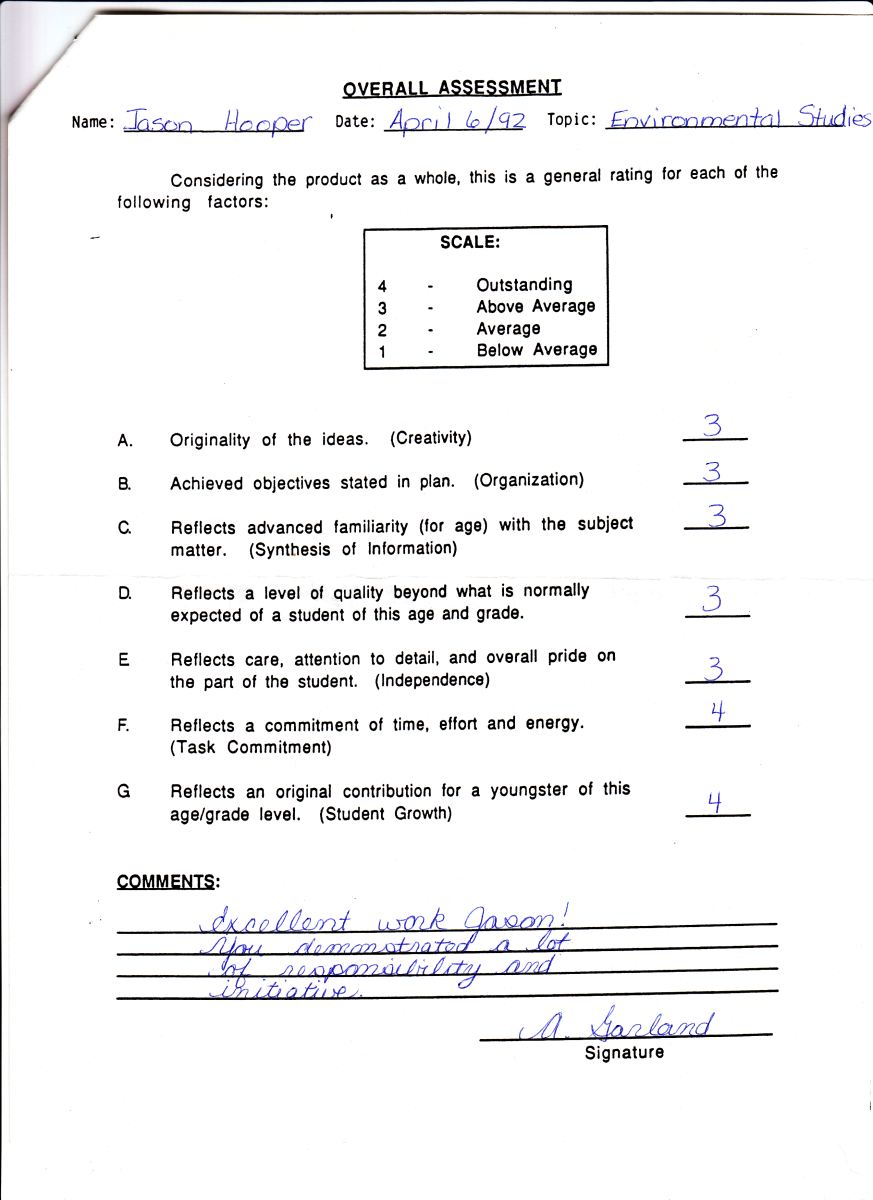 OVERALL ASSESSMENT
Name: Jason Hooper Date: April 6/92 Topic: Environmental Studies
Considering the product as a whole, this is a general rating for each of the
following factors:
SCALE:
4 - Outstanding
3 - Above Average
2 - Average
1 - Below Average
A. Originality of the ideas. (Creativity) 3
B. Achieved objectives stated in plan. (Organization) 3
C. Reflects advanced familiarity (for age) with the subject 3
matter. (Synthesis of Information)
D. Reflects a level of quality beyond what is normally 3
expected of a student of this age and grade.
E Reflects care, attention to detail, and overall pride on 3
the part of the student. (Independence)
F. Reflects a commitment of time, effort and energy. 4
(Task Commitment)
G Reflects an original contribution for a youngster of this 4
age/grade level. (Student Growth)
COMMENTS:
Excellent work Jason!
You demonstrated a lot
of responsibility and
initiative.
A. Garland
Signature